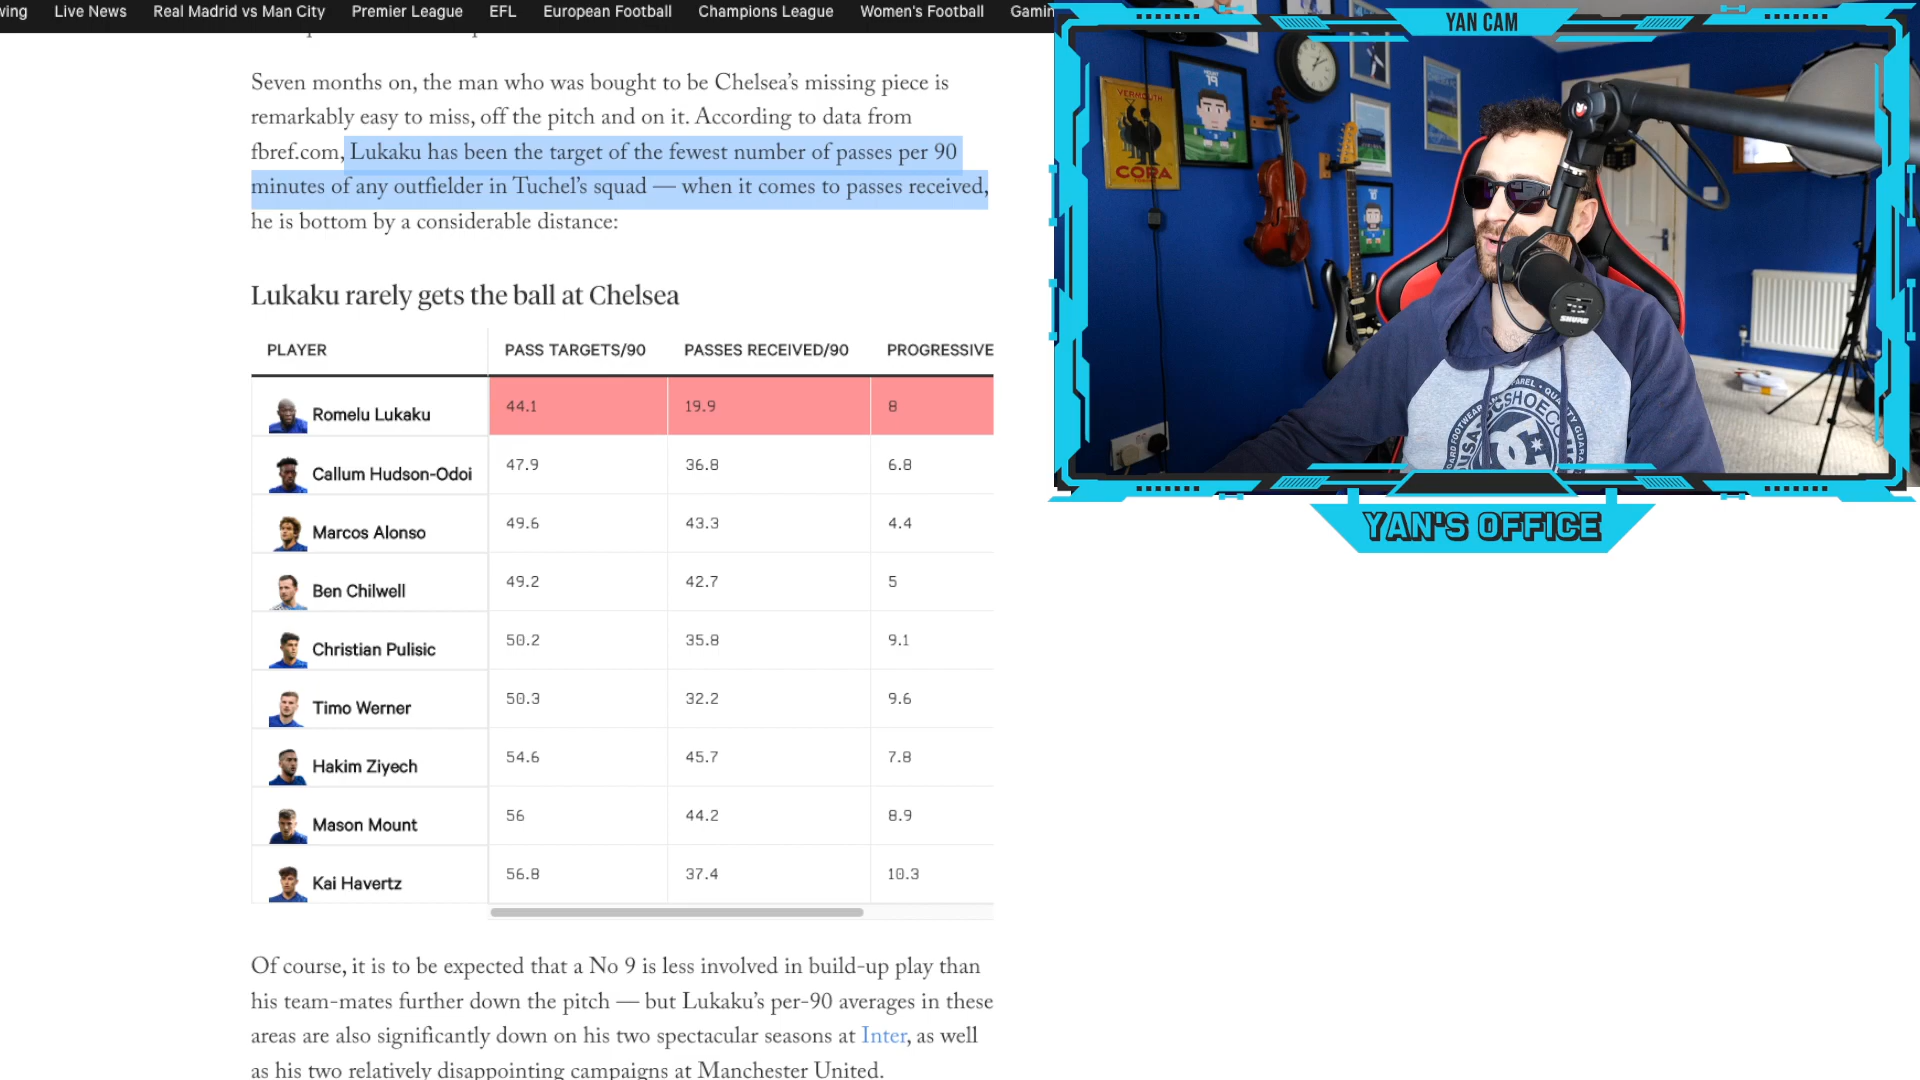 Live News Real Madrid vs Man City Premier League EFL European Football Champions League Women's Football
YAN CAM
Seven months on, the man who was bought to be Chelsea's missing piece is
remarkably easy to miss, off the pitch and on it. According to data from
fbref.com, Lukaku has been the target of the fewest number of passes per 90
minutes of any outfielder in Tuchel's squad — when it comes to passes received,
he is bottom by a considerable distance:
Lukaku rarely gets the ball at Chelsea
PLAYER PASS TARGETS/90 PASSES RECEIVED/90 PROGRESSIVE
Romelu Lukaku 44.1 19.9 8
Callum Hudson-Odoi 47.9 36.8 6.8
Marcos Alonso 49.6 43.3 4.4
Ben Chilwell 49.2 42.7 5
Christian Pulisic 50.2 35.8 9.1
Timo Werner 50.3 32.2 9.6
Hakim Ziyech 54.6 45.7 7.8
Mason Mount 56 44.2 8.9
Kai Havertz 56.8 37.4 10.3
Of course, it is to be expected that a No 9 is less involved in build-up play than
his team-mates further down the pitch — but Lukaku's per-90 averages in these
areas are also significantly down on his two spectacular seasons at Inter, as well
as his two relatively disappointing campaigns at Manchester United.
VERMOUTH
CORA
MOUNT
19
SHURE
DCSHOECO
YAN'S OFFICE